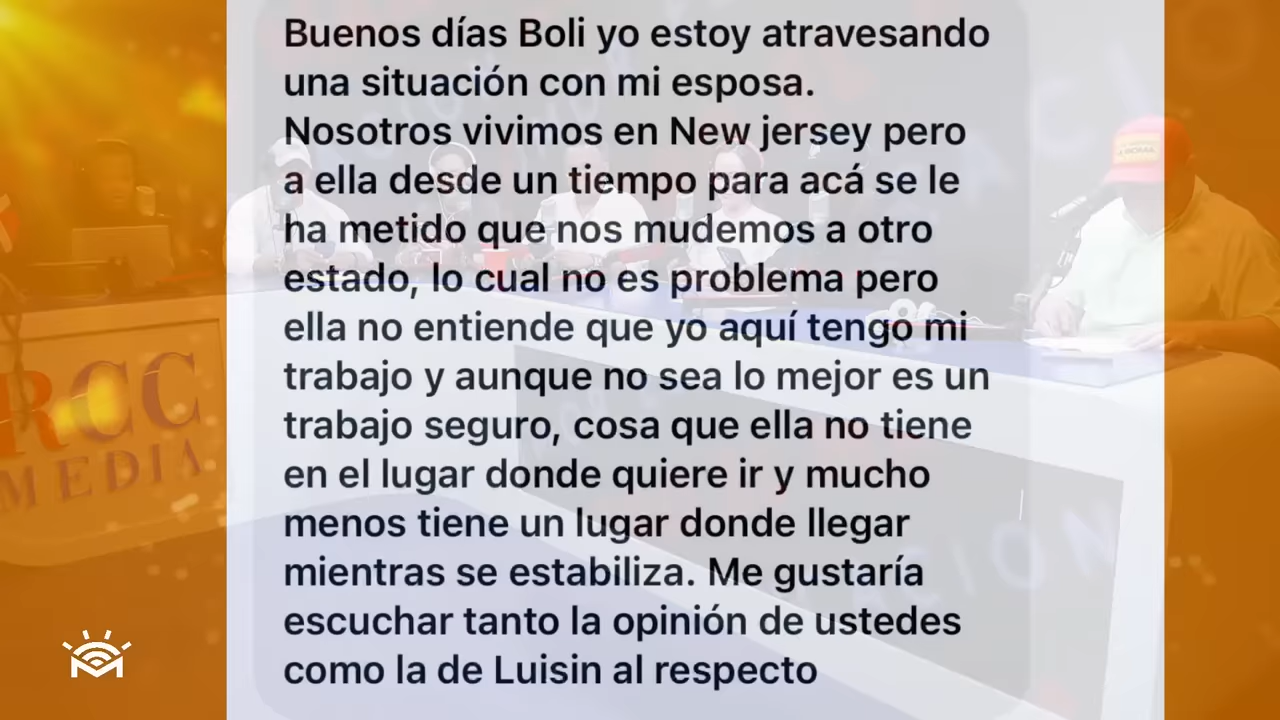 Buenos días Boli yo estoy atravesando
una situación con mi esposa.
Nosotros vivimos en New jersey pero
a ella desde un tiempo para acá se le
ha metido que nos mudemos a otro
estado, lo cual no es problema pero
ella no entiende que yo aquí tengo mi
trabajo y aunque no sea lo mejor es un
trabajo seguro, cosa que ella no tiene
en el lugar donde quiere ir y mucho
menos tiene un lugar donde llegar
mientras se estabiliza. Me gustaría
escuchar tanto la opinión de ustedes
como la de Luisin al respecto
RCC
MEDIA
ACION